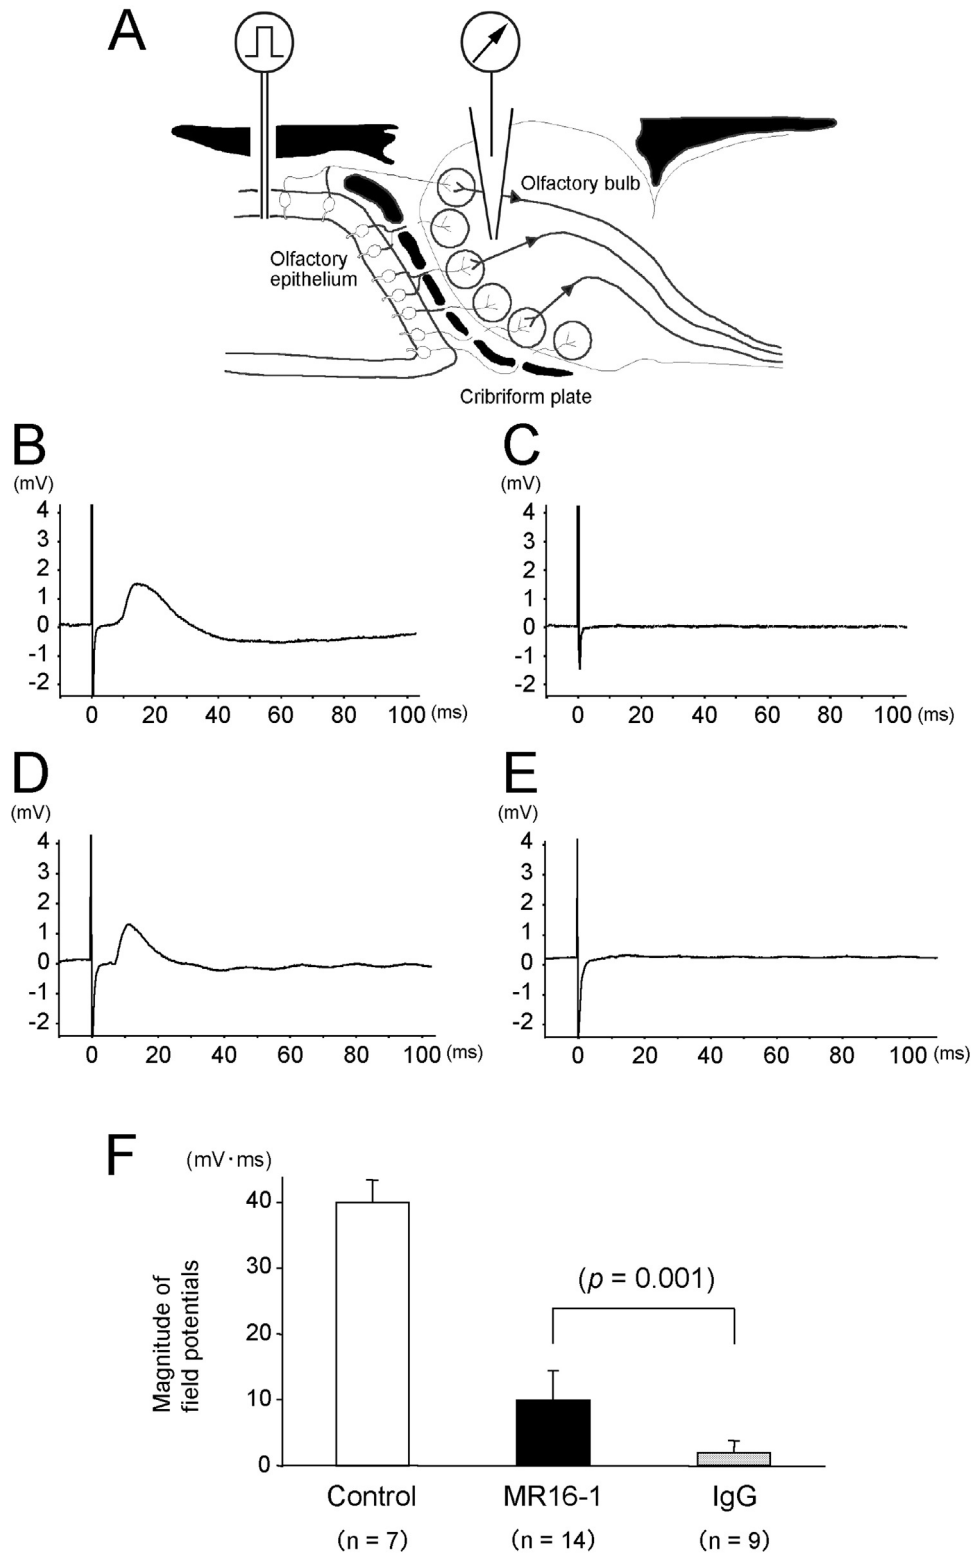 A
Olfactory bulb
Olfactory
epithelium
Cribriform plate
B
(mV)
4
3
2
1
0
-1
-2
0 20 40 60 80 100 (ms)
C
(mV)
4
3
2
1
0
-1
-2
0 20 40 60 80 100 (ms)
D
(mV)
4
3
2
1
0
-1
-2
0 20 40 60 80 100 (ms)
E
(mV)
4
3
2
1
0
-1
-2
0 20 40 60 80 100 (ms)
F
(mV·ms)
Magnitude of
field potentials
40
30
20
10
0
(p = 0.001)
Control MR16-1 IgG
(n = 7) (n = 14) (n = 9)